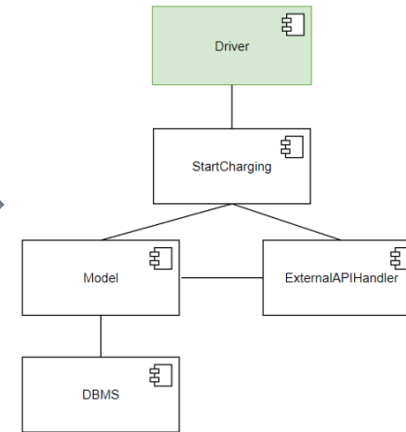 Driver
StartCharging
Model
ExternalAPIHandler
DBMS